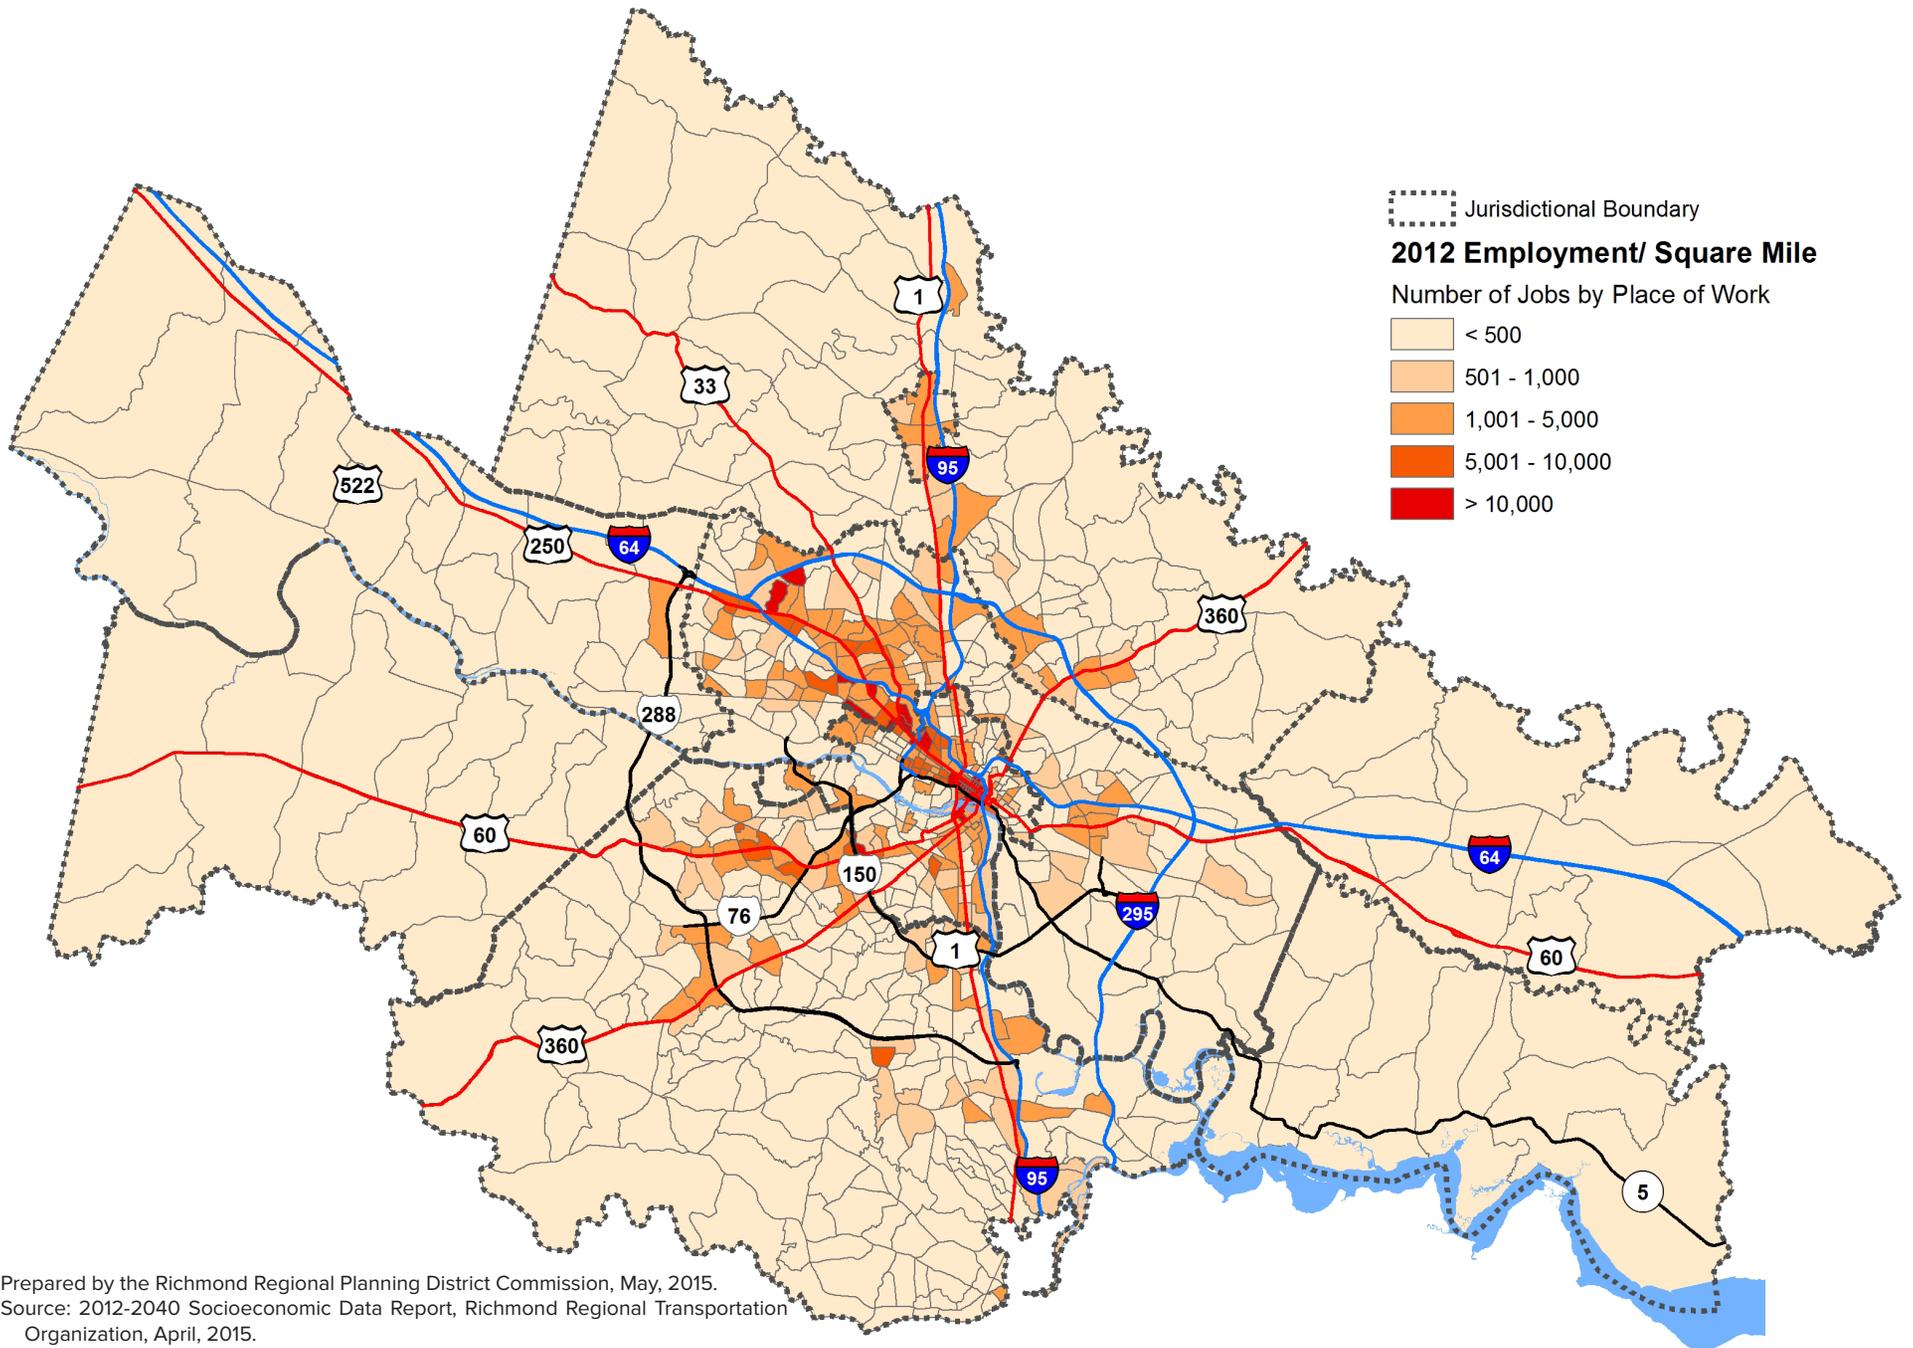 Jurisdictional Boundary
2012 Employment/ Square Mile
Number of Jobs by Place of Work
< 500
501 - 1,000
1,001 - 5,000
5,001 - 10,000
> 10,000
1
33
95
522
250
64
360
288
60
150
76
1
295
64
60
360
95
5
Prepared by the Richmond Regional Planning District Commission, May, 2015.
Source: 2012-2040 Socioeconomic Data Report, Richmond Regional Transportation
Organization, April, 2015.